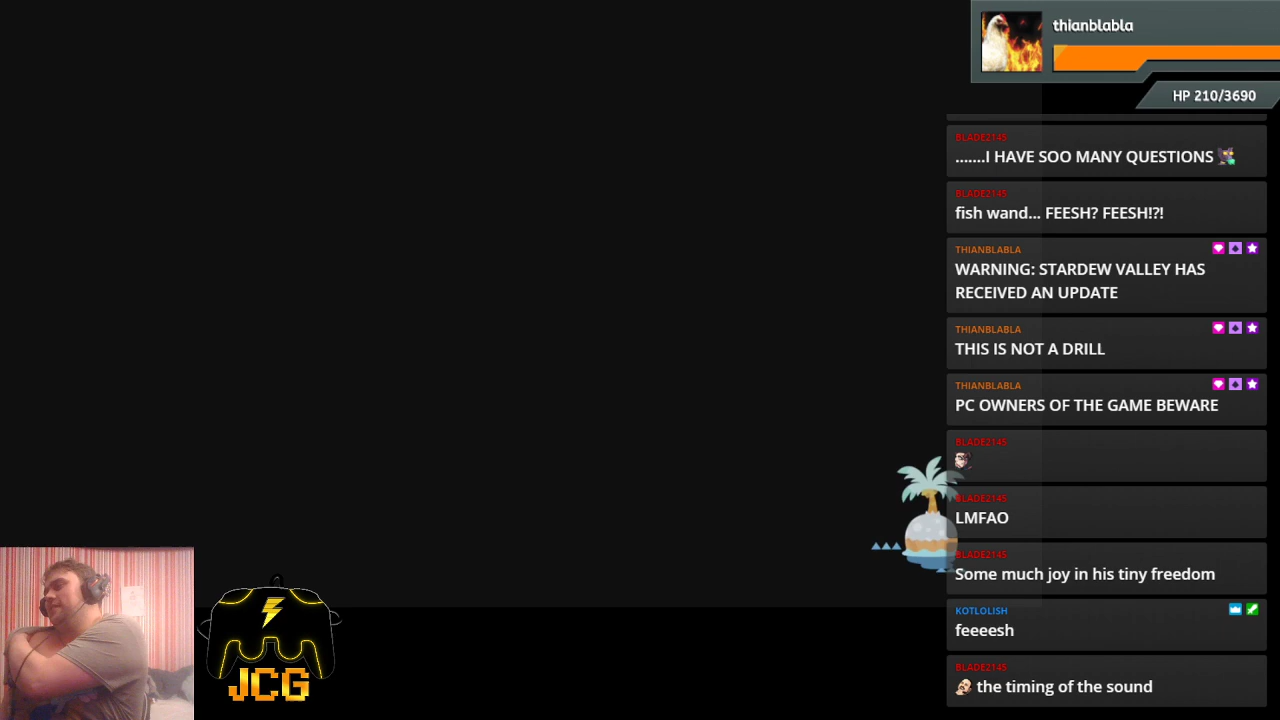 thianblabla
HP 210/3690
BLADE2145
.......I HAVE SOO MANY QUESTIONS
BLADE2145
fish wand... FEESH? FEESH!?!
THIANBLABLA
WARNING: STARDEW VALLEY HAS
RECEIVED AN UPDATE
THIANBLABLA
THIS IS NOT A DRILL
THIANBLABLA
PC OWNERS OF THE GAME BEWARE
BLADE2145
BLADE2145
LMFAO
BLADE2145
Some much joy in his tiny freedom
KOTLOLISH
feeeesh
BLADE2145
the timing of the sound
JCG